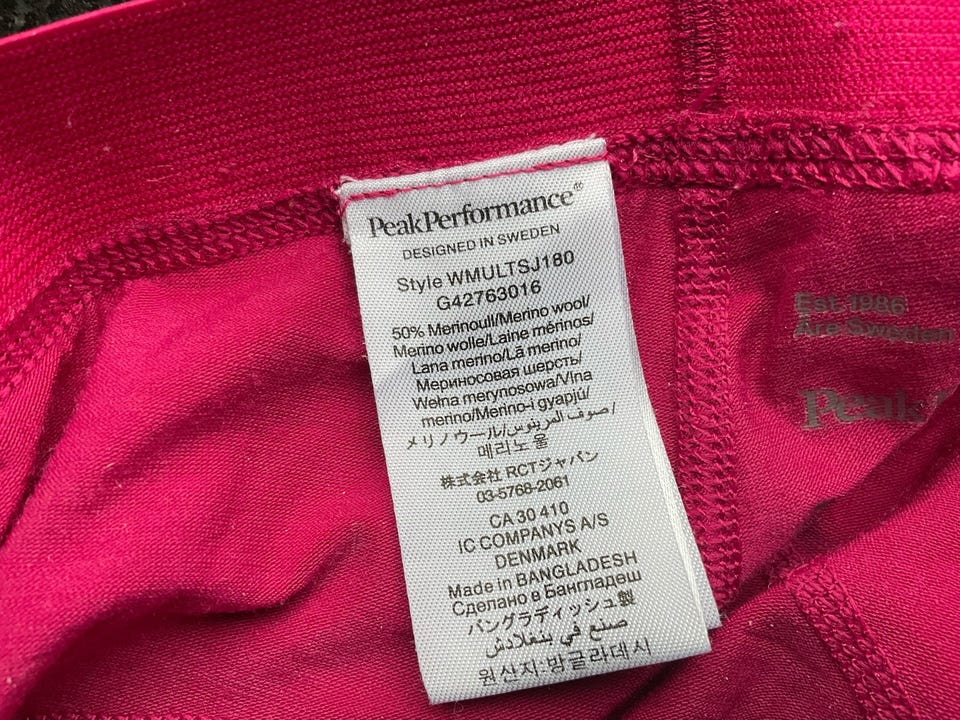 PeakPerformance®
DESIGNED IN SWEDEN
Style WMULTSJ180
G42763016
50% Merinoull/Merino wool/
Merino wolle/Laine mérinos/
Lana merino/Lã merino/
Мериносовая шерсть/
Wełna merynosowa/Vlna
merino/Merino-i gyapjú/
メリノウール/صوف المرينوس/
메리노 울
株式会社 RCTジャパン
03-5768-2061
CA 30 410
IC COMPANYS A/S
DENMARK
Made in BANGLADESH
Сделано в Бангладеш
バングラディッシュ製
صنع في بنغلادش
원산지:방글라데시
Est 1986
Åre Sweden
Peak